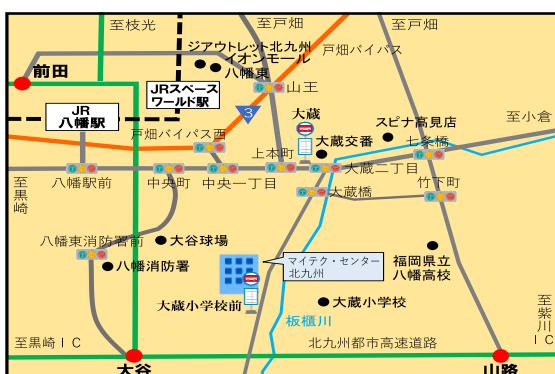 至枝光
至戸畑
至戸畑
ジアウトレット北九州
イオンモール
八幡東
戸畑バイパス
前田
JRスペース
ワールド駅
山王
JR
八幡駅
3
大蔵
スピナ高見店
至小倉
戸畑バイパス西
大蔵交番
七条橋
上本町
大蔵二丁目
至黒崎
八幡駅前
中央町
中央一丁目
大蔵橋
竹下町
八幡東消防署前
大谷球場
八幡消防署
マイテク・センター
北九州
福岡県立
八幡高校
大蔵小学校前
大蔵小学校
板櫃川
至紫川IC
至黒崎IC
北九州都市高速道路
大谷
山路